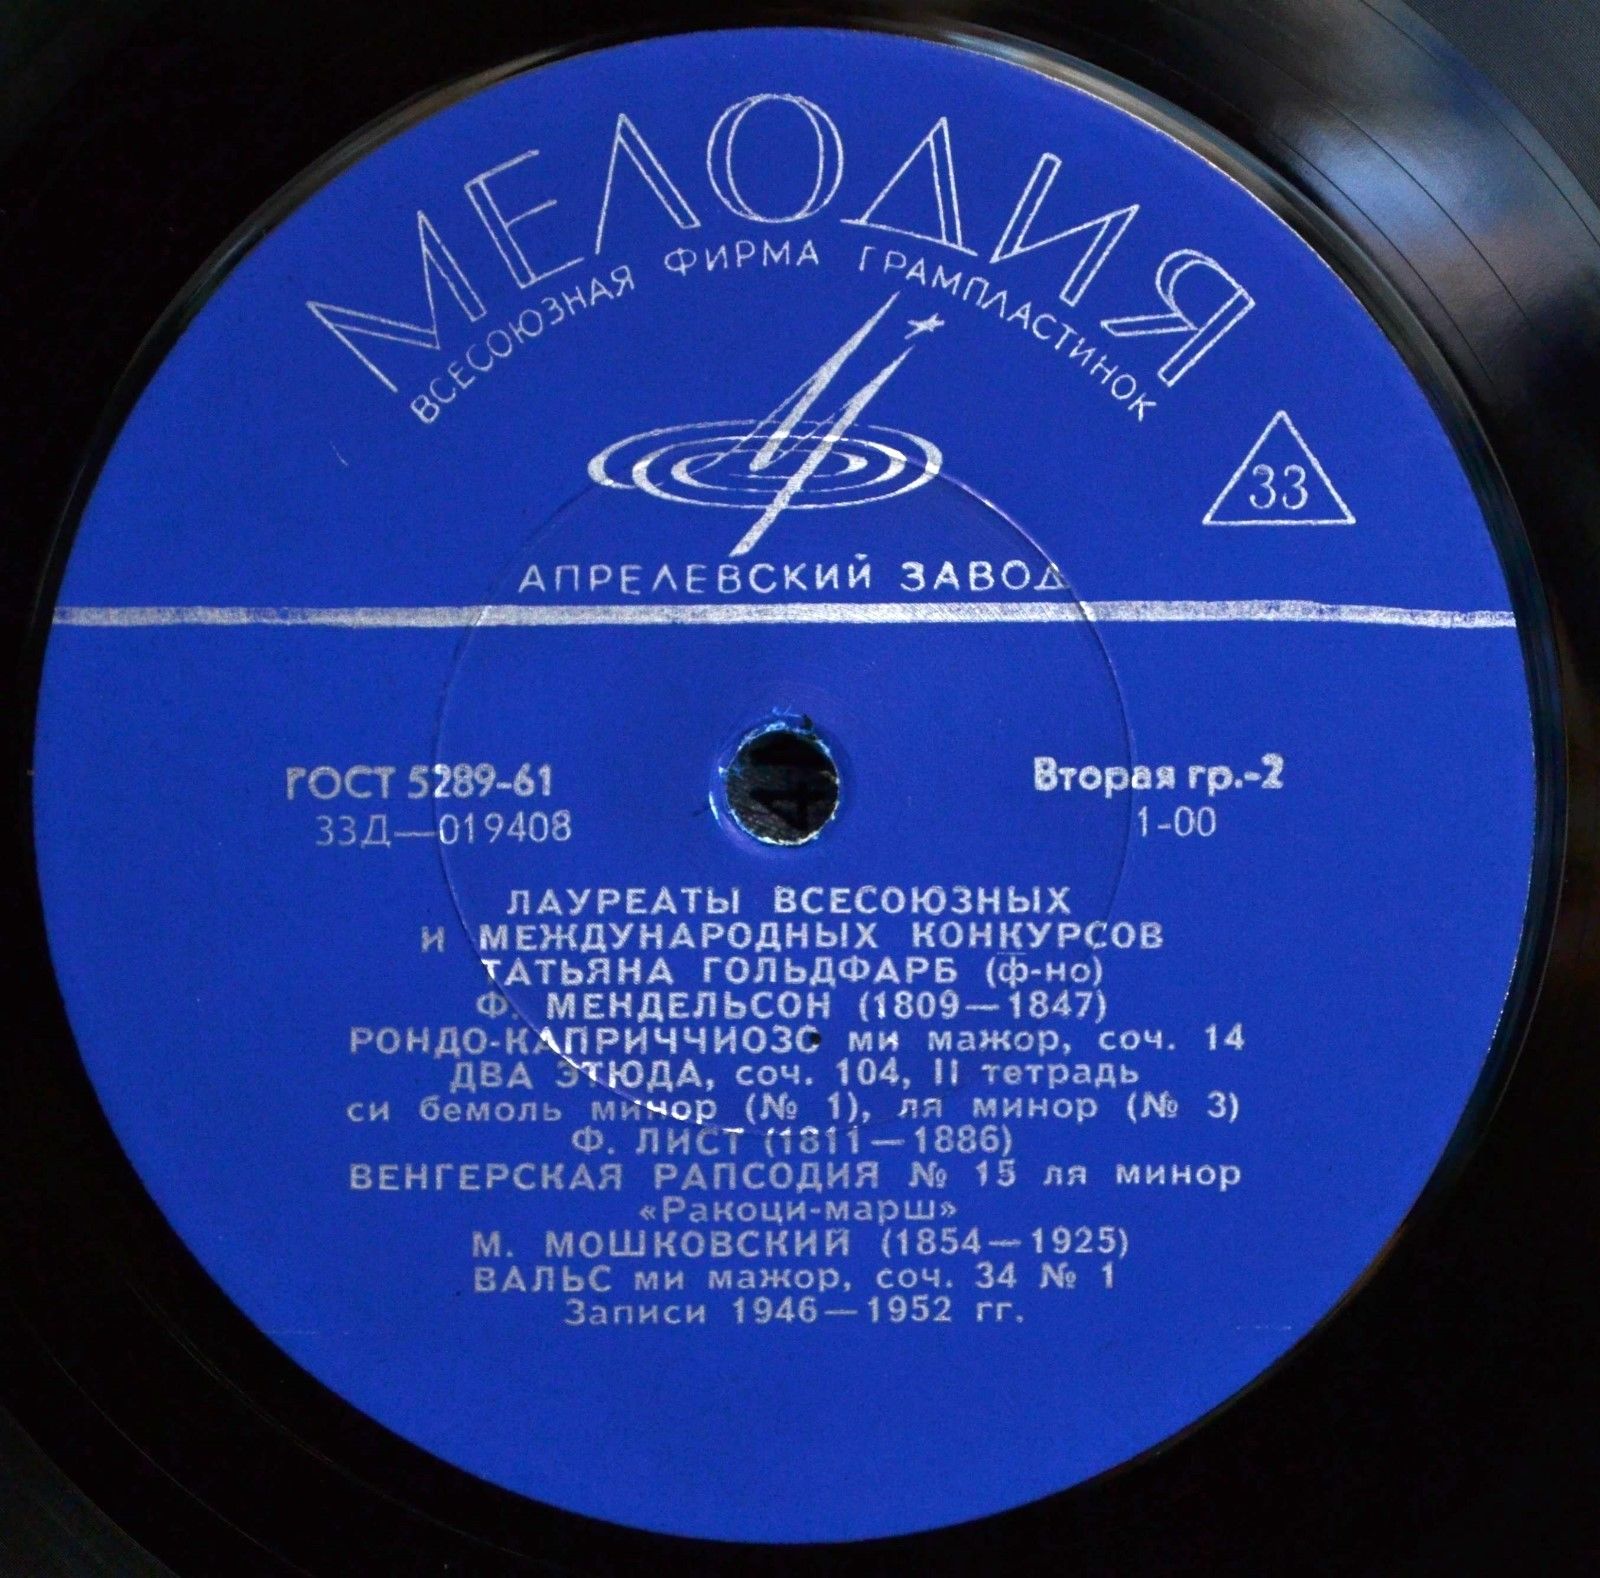 МЕЛОДИЯ
ВСЕСОЮЗНАЯ ФИРМА ГРАМПЛАСТИНОК
33
АПРЕЛЕВСКИЙ ЗАВОД
ГОСТ 5289-61
Вторая гр.-2
33Д—019408
1-00
ЛАУРЕАТЫ ВСЕСОЮЗНЫХ
И МЕЖДУНАРОДНЫХ КОНКУРСОВ
ТАТЬЯНА ГОЛЬДФАРБ (ф-но)
Ф. МЕНДЕЛЬСОН (1809—1847)
РОНДО-КАПРИЧЧИОЗО ми мажор, соч. 14
ДВА ЭТЮДА, соч. 104, II тетрадь
си бемоль минор (№ 1), ля минор (№ 3)
Ф. ЛИСТ (1811—1886)
ВЕНГЕРСКАЯ РАПСОДИЯ № 15 ля минор
«Ракоци-марш»
М. МОШКОВСКИЙ (1854—1925)
ВАЛЬС ми мажор, соч. 34 № 1
Записи 1946—1952 гг.